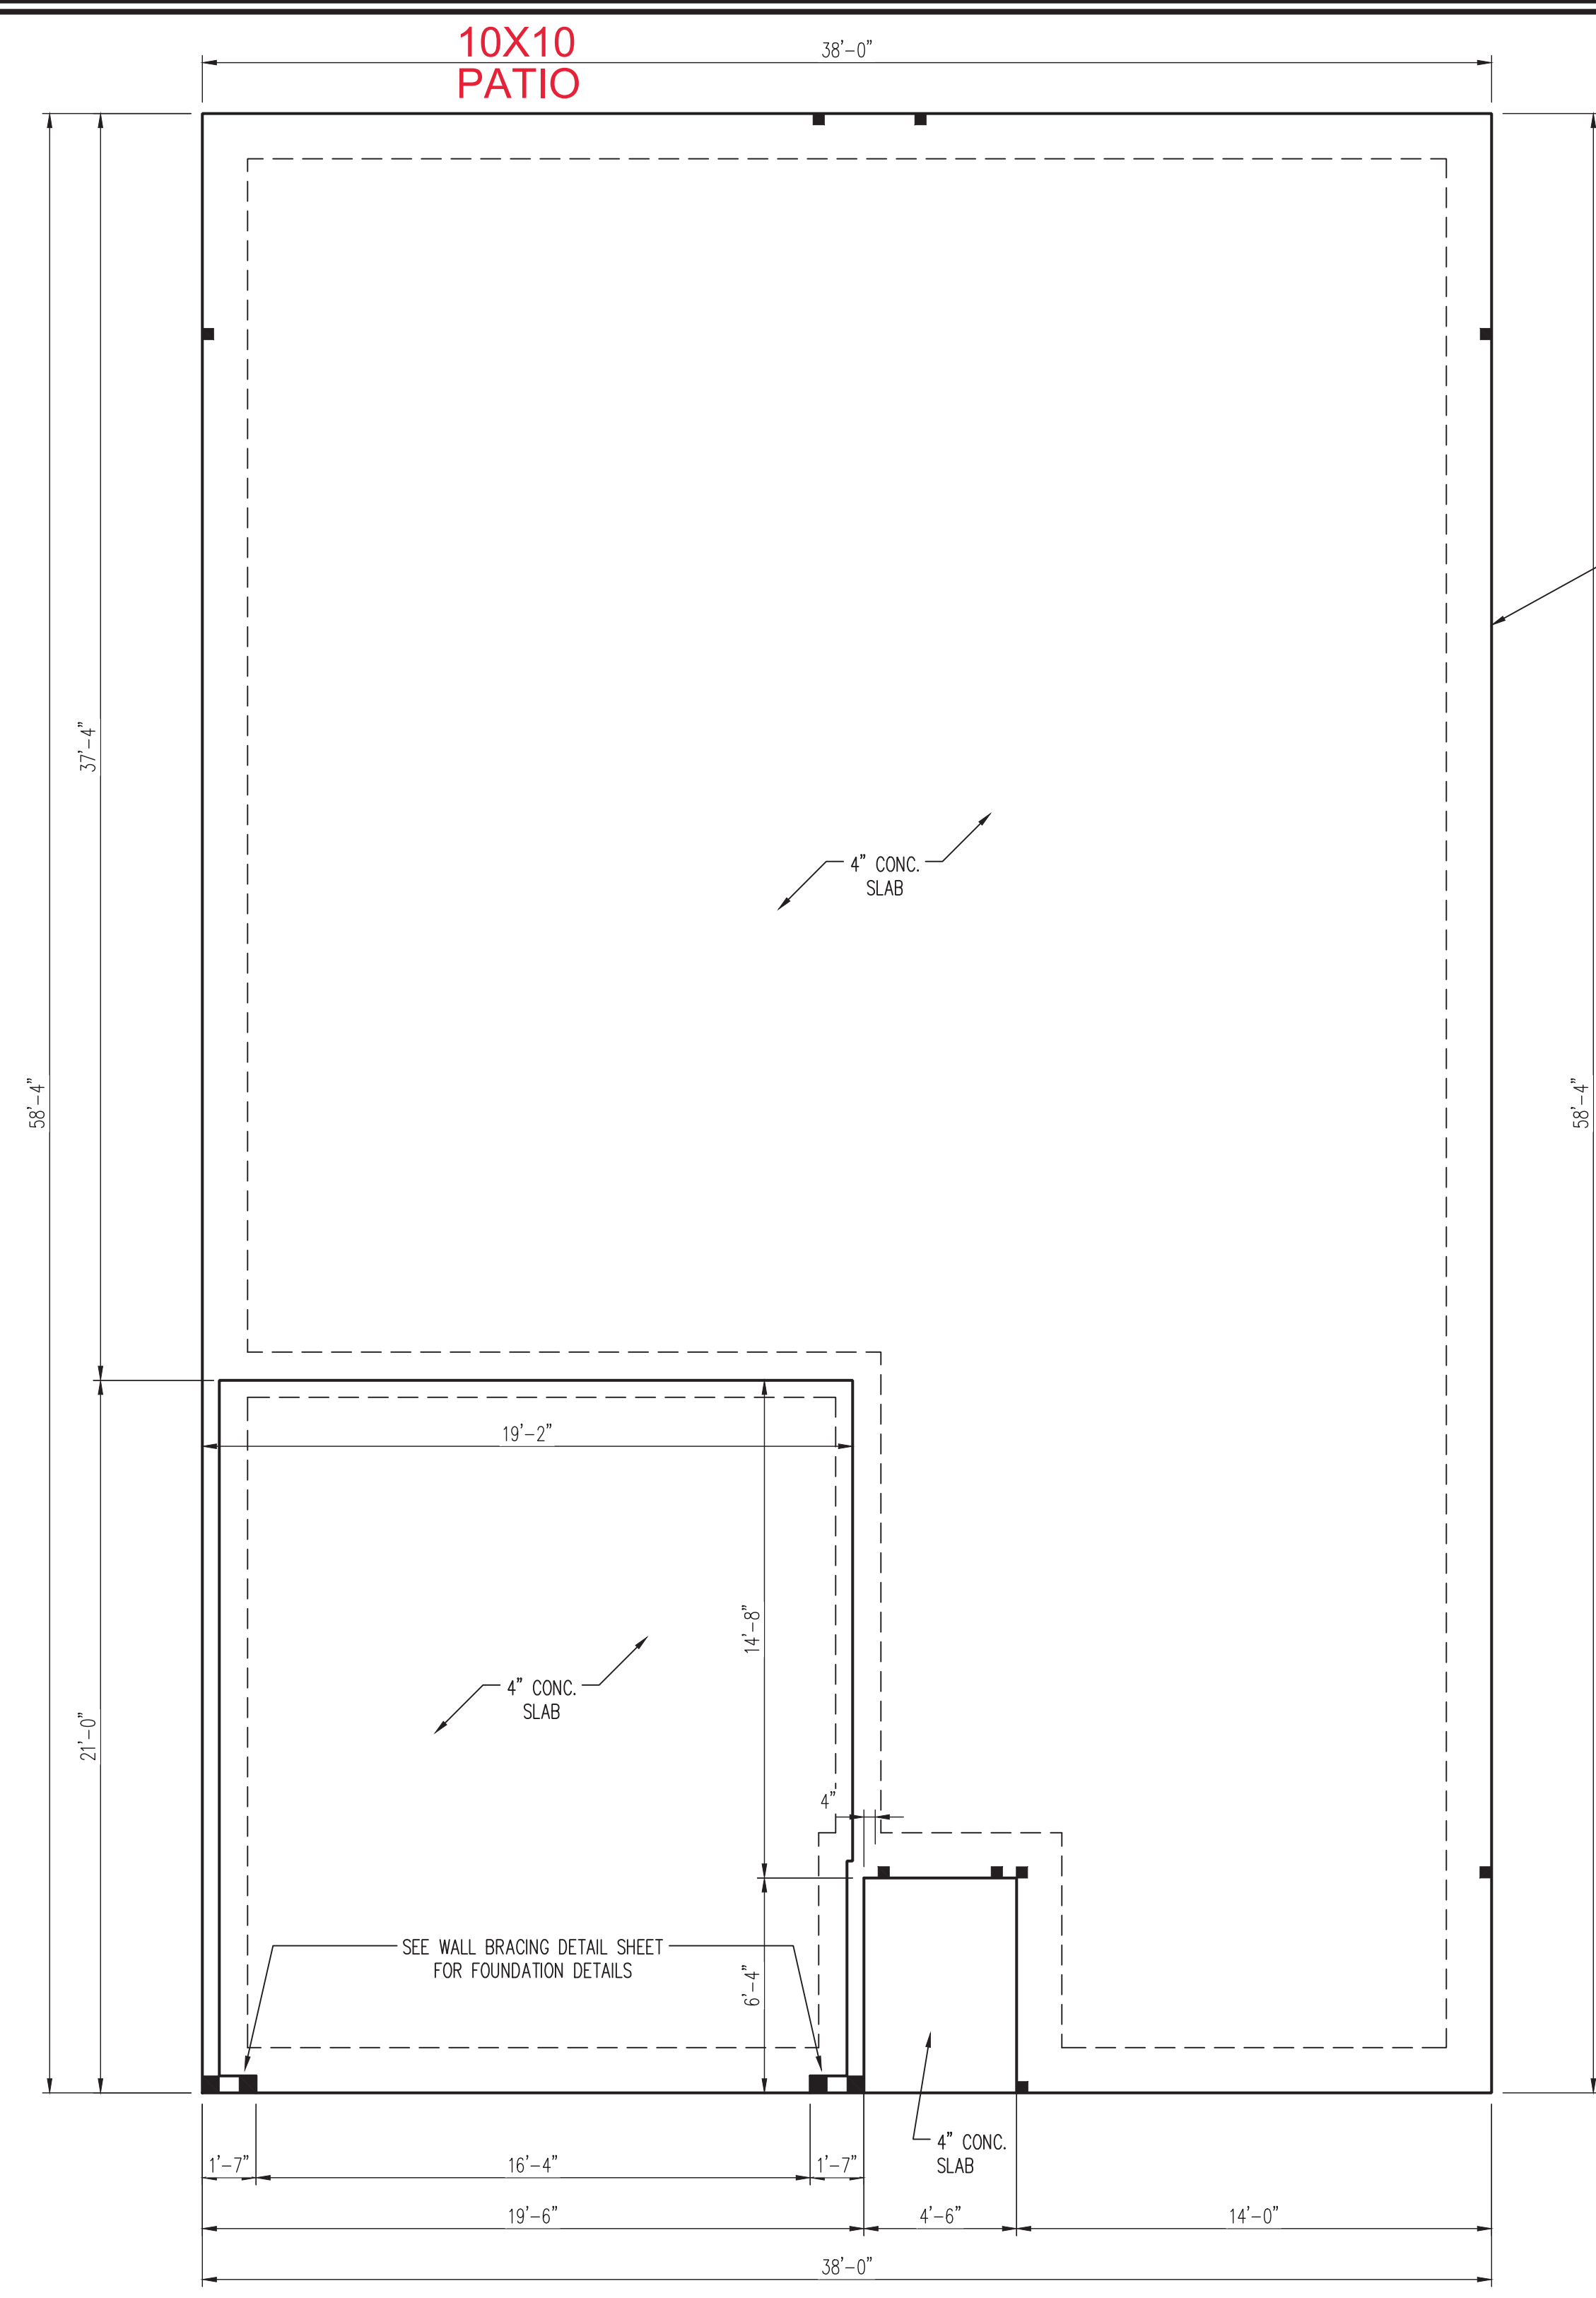 10X10
PATIO
38'-0"
37'-4"
58'-4"
58'-4"
4" CONC.
SLAB
19'-2"
14'-8"
4" CONC.
SLAB
21'-0"
4"
SEE WALL BRACING DETAIL SHEET
FOR FOUNDATION DETAILS
6'-4"
4" CONC.
SLAB
1'-7"
16'-4"
1'-7"
19'-6"
4'-6"
14'-0"
38'-0"